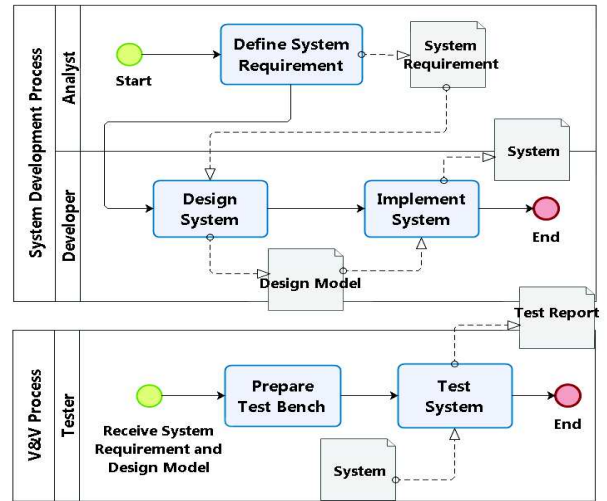 System Development Process
Analyst
Start
Define System
Requirement
System
Requirement
Developer
Design
System
Design Model
Implement
System
System
End
V&V Process
Tester
Receive System
Requirement and
Design Model
Prepare
Test Bench
System
Test
System
Test Report
End